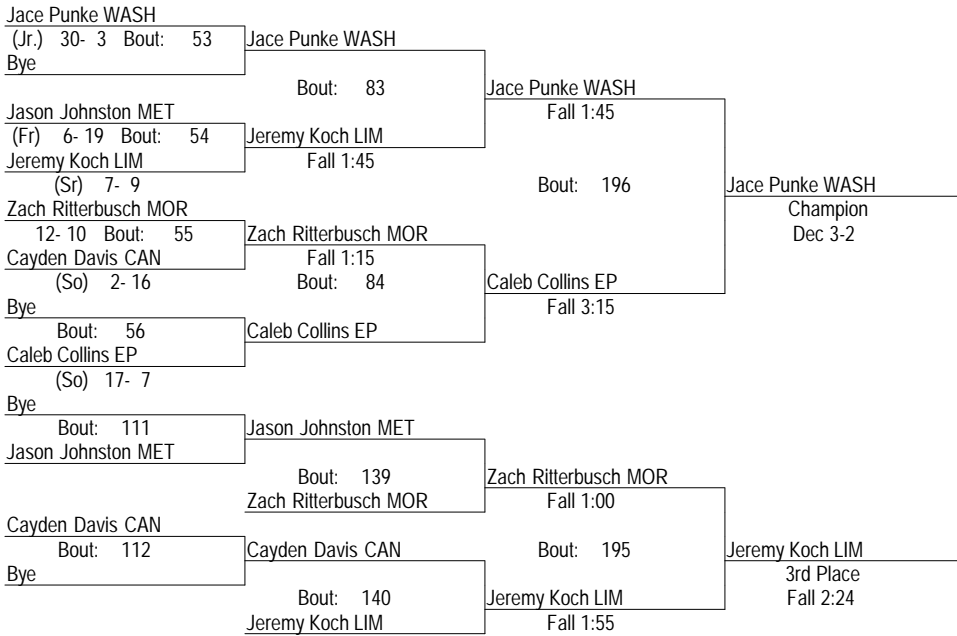 Jace Punke WASH
(Jr.) 30- 3 Bout: 53
Jace Punke WASH
Bye
Bout: 83
Jace Punke WASH
Fall 1:45
Jason Johnston MET
(Fr) 6- 19 Bout: 54
Jeremy Koch LIM
Jeremy Koch LIM
Fall 1:45
(Sr) 7- 9
Bout: 196
Jace Punke WASH
Champion
Dec 3-2
Zach Ritterbusch MOR
12- 10 Bout: 55
Zach Ritterbusch MOR
Cayden Davis CAN
Fall 1:15
(So) 2- 16
Bout: 84
Caleb Collins EP
Fall 3:15
Bye
Bout: 56
Caleb Collins EP
Caleb Collins EP
(So) 17- 7
Bye
Bout: 111
Jason Johnston MET
Jason Johnston MET
Bout: 139
Zach Ritterbusch MOR
Zach Ritterbusch MOR
Fall 1:00
Cayden Davis CAN
Bout: 112
Cayden Davis CAN
Bout: 195
Jeremy Koch LIM
Bye
3rd Place
Fall 2:24
Bout: 140
Jeremy Koch LIM
Jeremy Koch LIM
Fall 1:55